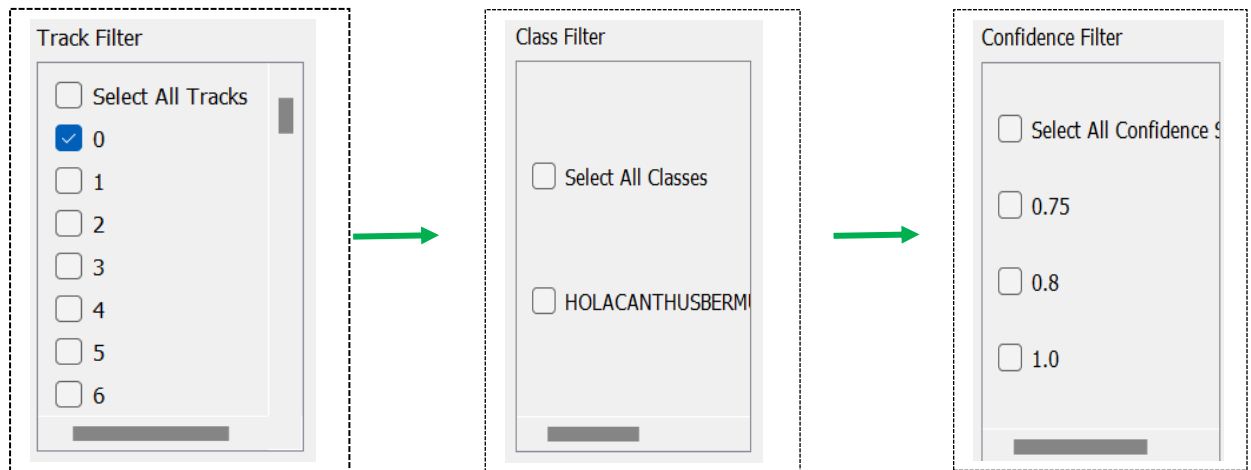 Track Filter
Select All Tracks
0
1
2
3
4
5
6
Class Filter
Select All Classes
HOLACANTHUSBERM
Confidence Filter
Select All Confidence
0.75
0.8
1.0